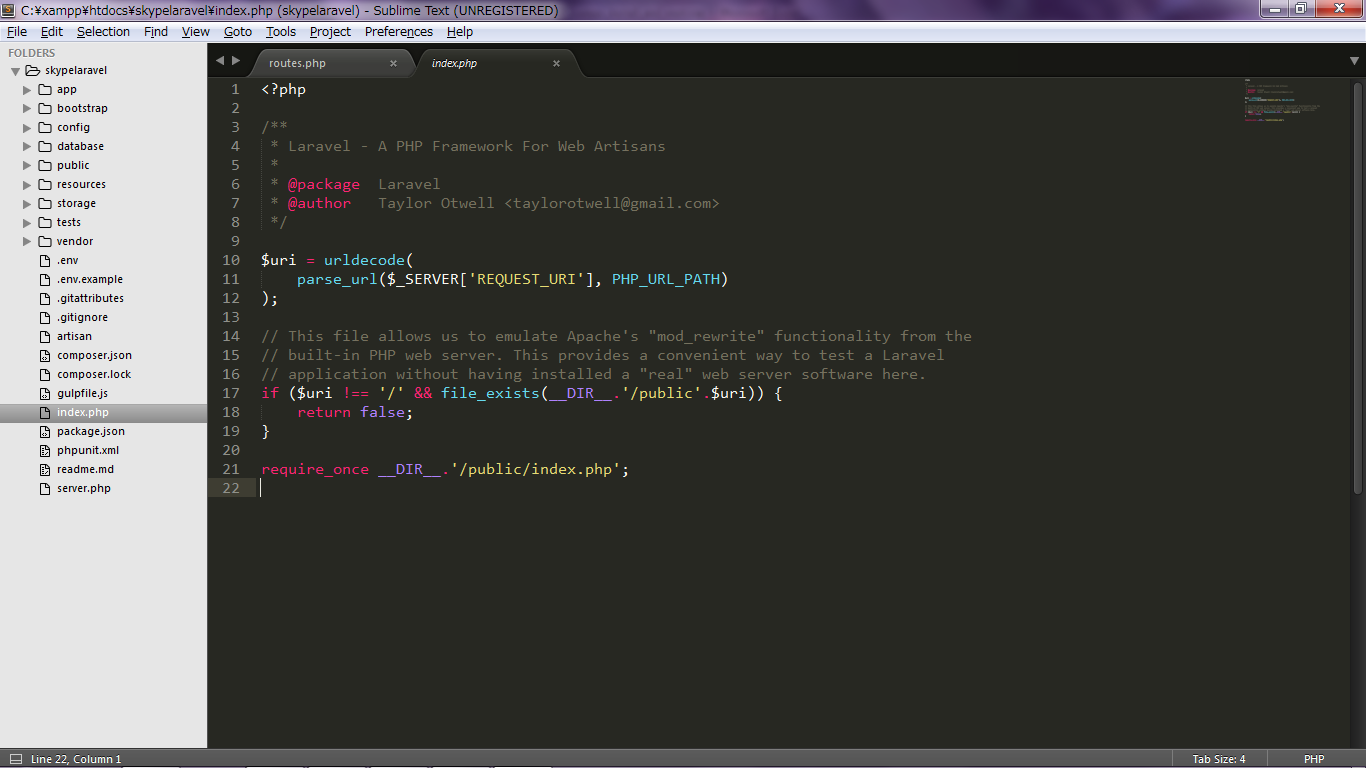 C:¥xampp¥htdocs¥skypelaravel¥index.php (skypelaravel) - Sublime Text (UNREGISTERED)
File Edit Selection Find View Goto Tools Project Preferences Help
FOLDERS
skypelaravel
app
bootstrap
config
database
public
resources
storage
tests
vendor
.env
.env.example
.gitattributes
.gitignore
artisan
composer.json
composer.lock
gulpfile.js
index.php
package.json
phpunit.xml
readme.md
server.php
routes.php × index.php ×
1 <?php
2
3 /**
4  * Laravel - A PHP Framework For Web Artisans
5  *
6  * @package  Laravel
7  * @author   Taylor Otwell <taylorotwell@gmail.com>
8  */
9
10 $uri = urldecode(
11     parse_url($_SERVER['REQUEST_URI'], PHP_URL_PATH)
12 );
13
14 // This file allows us to emulate Apache's "mod_rewrite" functionality from the
15 // built-in PHP web server. This provides a convenient way to test a Laravel
16 // application without having installed a "real" web server software here.
17 if ($uri !== '/' && file_exists(__DIR__.'/public'.$uri)) {
18     return false;
19 }
20
21 require_once __DIR__.'/public/index.php';
22
Line 22, Column 1 Tab Size: 4 PHP